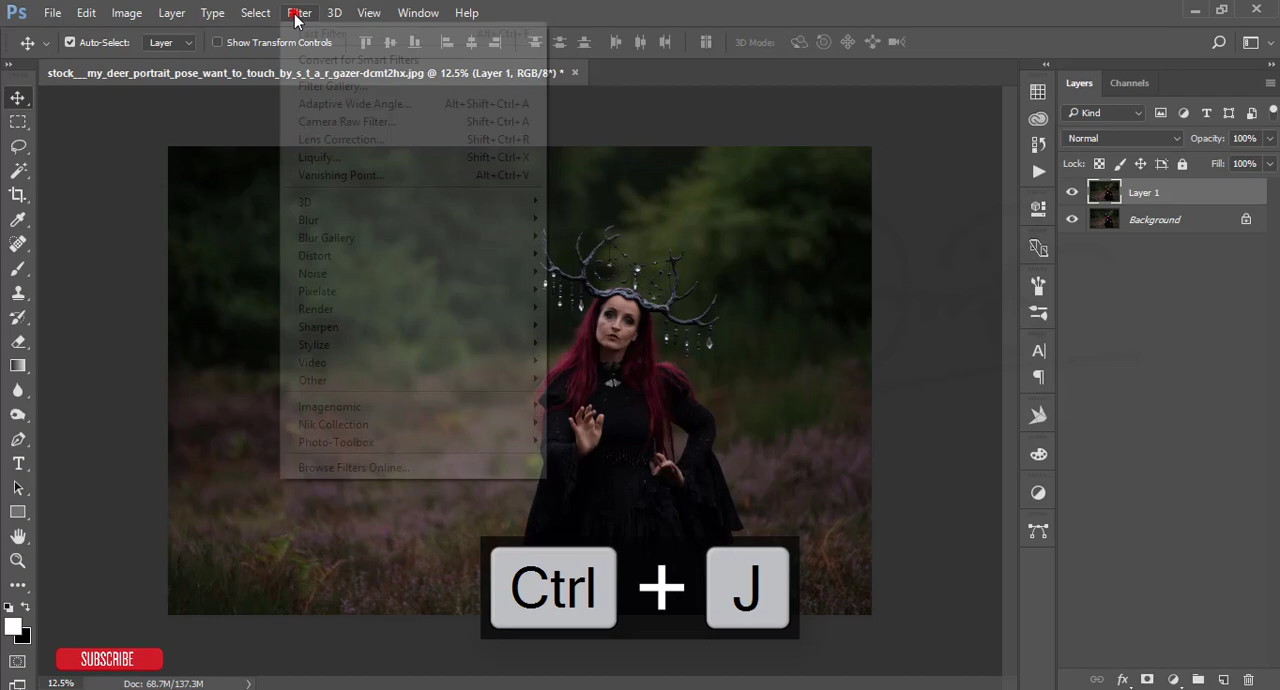 Ps File Edit Image Layer Type Select Filter 3D View Window Help
Auto-Select: Layer Show Transform Controls 3D Mode:
stock___my_deer_portrait_pose_want_to_touch_by_s_t_a_r_gazer-dcmt2hx.jpg @ 12.5% (Layer 1, RGB/8*) *
Last Filter Alt+Ctrl+F
Convert for Smart Filters
Filter Gallery...
Adaptive Wide Angle... Alt+Shift+Ctrl+A
Camera Raw Filter... Shift+Ctrl+A
Lens Correction... Shift+Ctrl+R
Liquify... Shift+Ctrl+X
Vanishing Point... Alt+Ctrl+V
3D
Blur
Blur Gallery
Distort
Noise
Pixelate
Render
Sharpen
Stylize
Video
Other
Imagenomic
Nik Collection
Photo-Toolbox
Browse Filters Online...
Layers Channels
Kind
Normal Opacity: 100%
Lock: Fill: 100%
Layer 1
Background
Ctrl + J
SUBSCRIBE
12.5% Doc: 68.7M/137.3M